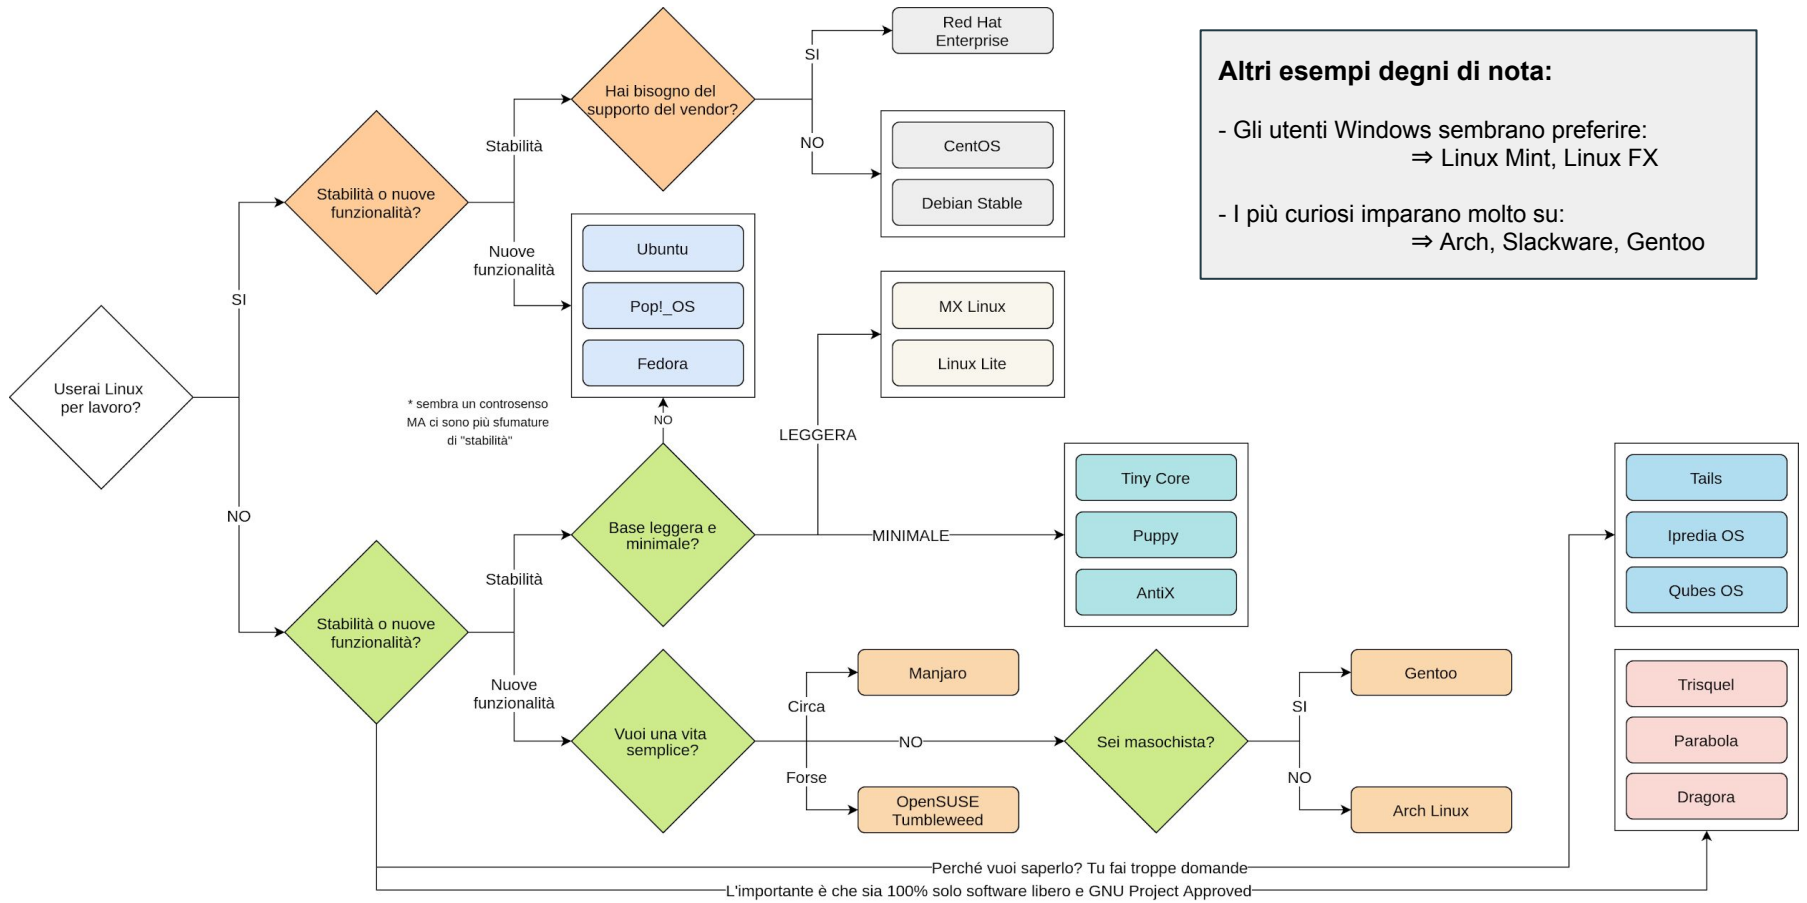 Red Hat
Enterprise
SI
Hai bisogno del
supporto del vendor?
NO
CentOS
Debian Stable
Altri esempi degni di nota:
- Gli utenti Windows sembrano preferire:
⇒ Linux Mint, Linux FX
- I più curiosi imparano molto su:
⇒ Arch, Slackware, Gentoo
Stabilità
Stabilità o nuove
funzionalità?
Nuove
funzionalità
Ubuntu
Pop!_OS
Fedora
SI
Userai Linux
per lavoro?
NO
MX Linux
Linux Lite
* sembra un controsenso
MA ci sono più sfumature
di "stabilità"
NO
LEGGERA
Base leggera e
minimale?
MINIMALE
Tiny Core
Puppy
AntiX
Tails
Ipredia OS
Qubes OS
Stabilità
Stabilità o nuove
funzionalità?
Nuove
funzionalità
Vuoi una vita
semplice?
Circa
Manjaro
NO
Forse
OpenSUSE
Tumbleweed
Sei masochista?
SI
Gentoo
NO
Arch Linux
Trisquel
Parabola
Dragora
Perché vuoi saperlo? Tu fai troppe domande
L'importante è che sia 100% solo software libero e GNU Project Approved